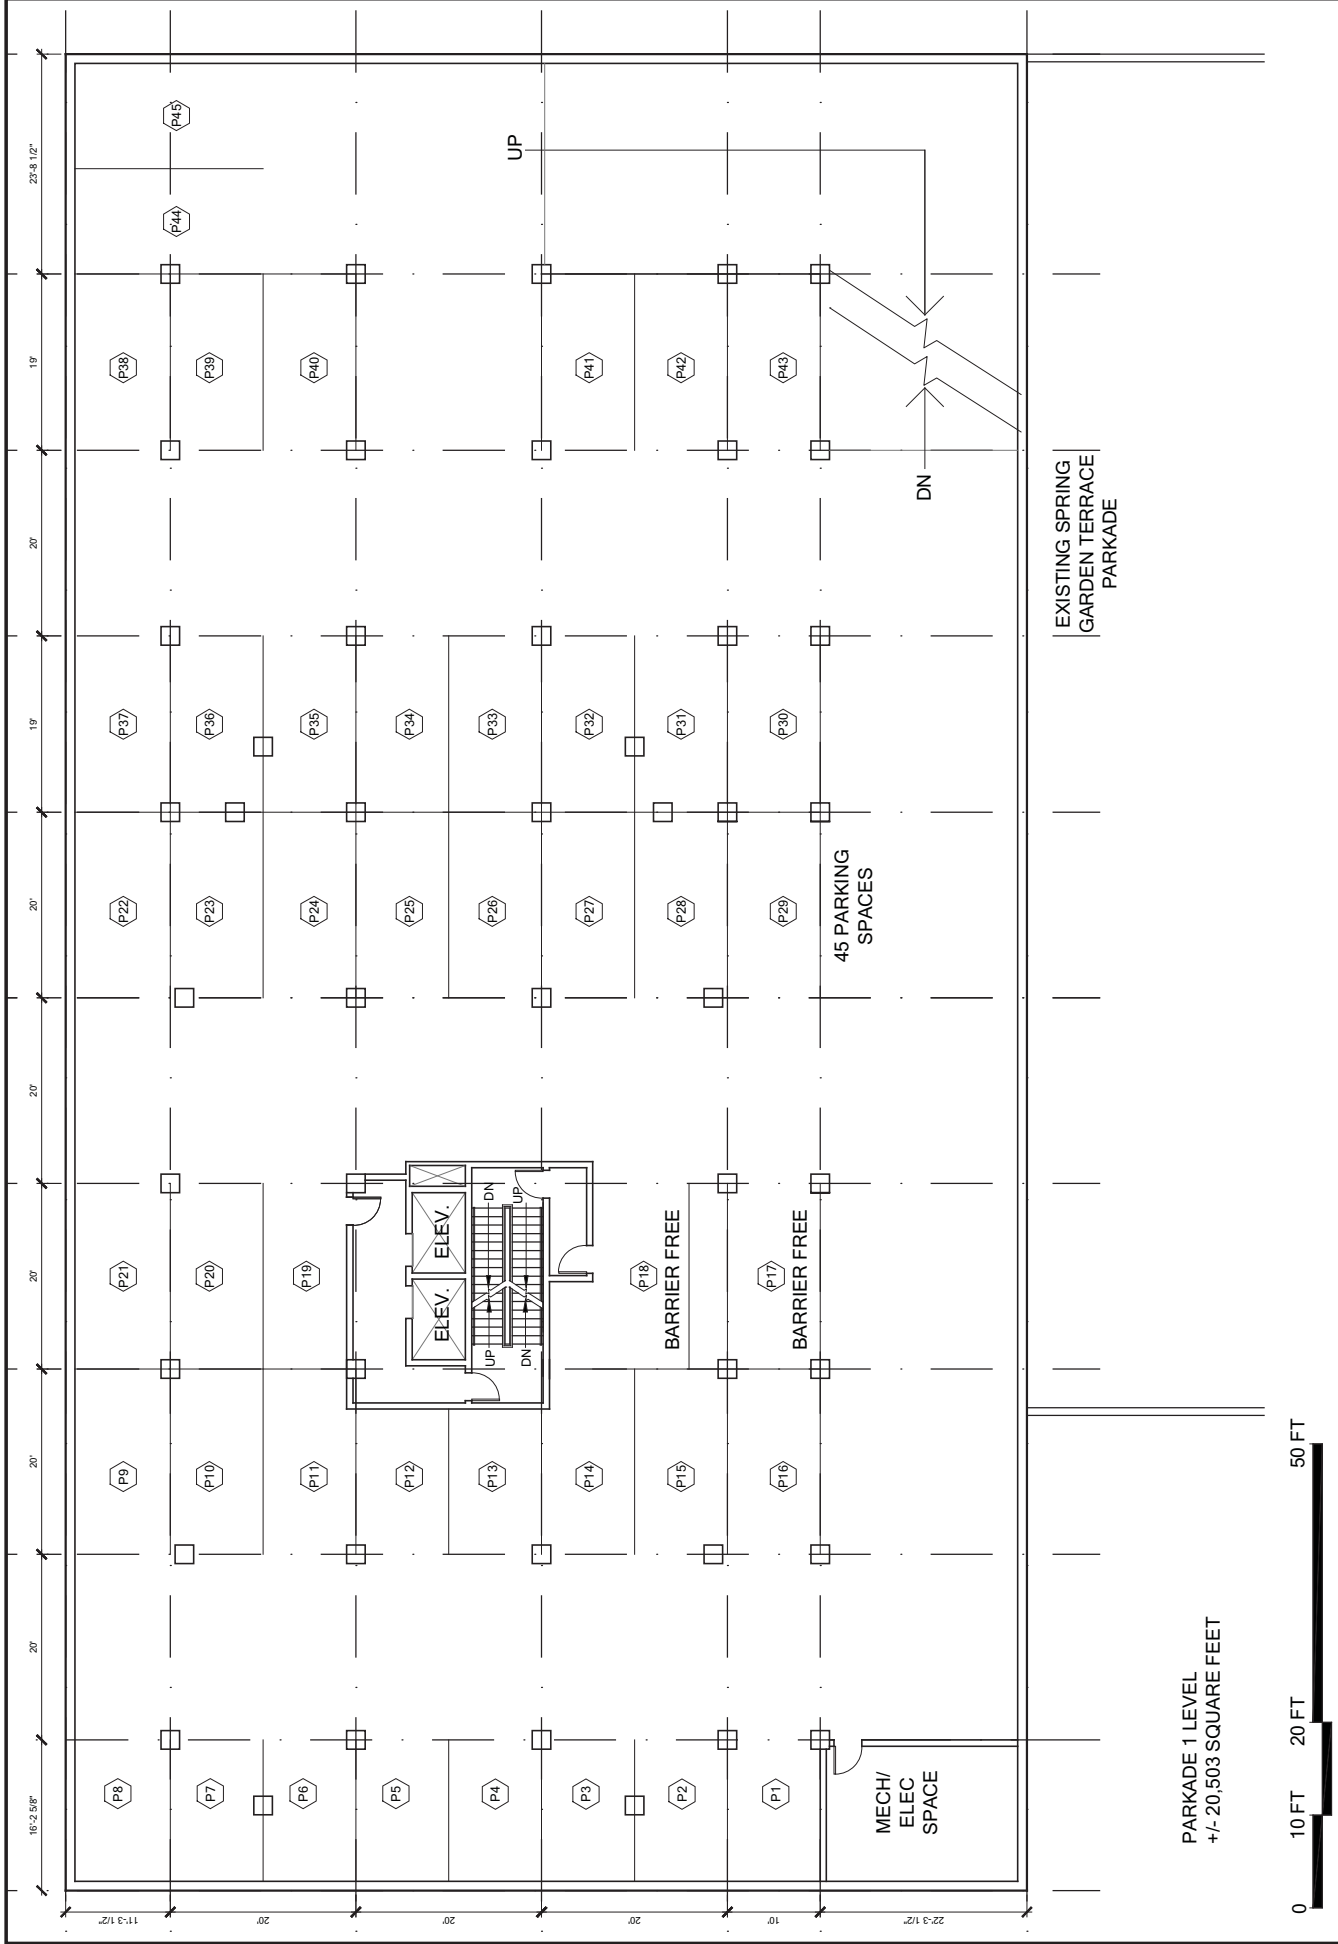 16'-2 5/8"
20'
20'
20'
20'
20'
20'
19'
20'
19'
23'-8 1/2"
11'-3 1/2"
20'
20'
20'
10'
22'-3 1/2"
P8
P9
P21
P22
P37
P38
P44
P45
P7
P10
P20
P23
P36
P39
P6
P11
P19
P24
P35
P40
P5
P12
P25
P34
ELEV.
ELEV.
P4
P13
UP
DN
DN
UP
P26
P33
UP
P3
P14
P18
BARRIER FREE
P27
P32
P41
P2
P15
P28
P31
P42
P1
P16
P17
BARRIER FREE
P29
P30
P43
45 PARKING
SPACES
MECH/
ELEC
SPACE
DN
EXISTING SPRING
GARDEN TERRACE
PARKADE
PARKADE 1 LEVEL
+/- 20,503 SQUARE FEET
0
10 FT
20 FT
50 FT